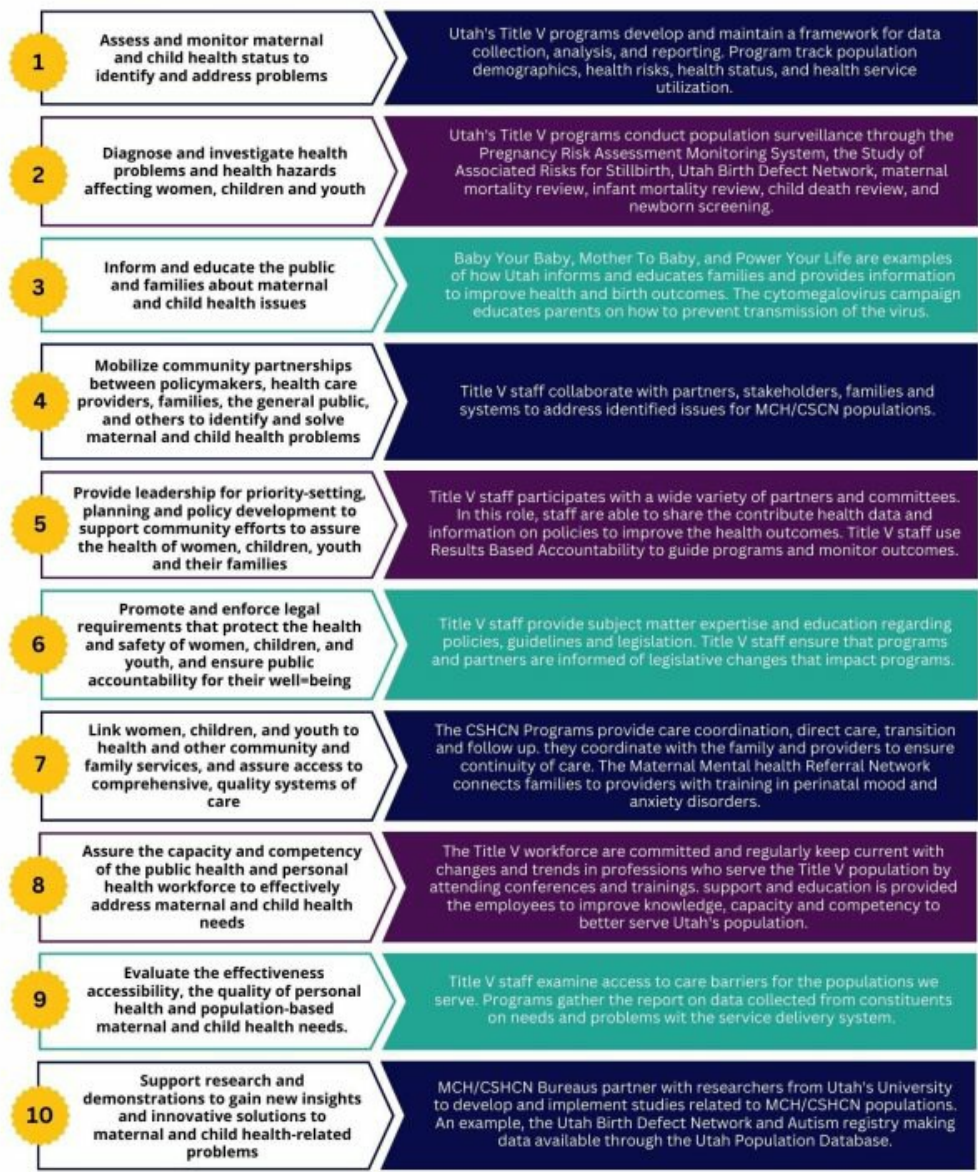 1
Assess and monitor maternal
and child health status to
identify and address problems
Utah's Title V programs develop and maintain a framework for data
collection, analysis, and reporting. Program track population
demographics, health risks, health status, and health service
utilization.
2
Diagnose and investigate health
problems and health hazards
affecting women, children and youth
Utah's Title V programs conduct population surveillance through the
Pregnancy Risk Assessment Monitoring System, the Study of
Associated Risks for Stillbirth, Utah Birth Defect Network, maternal
mortality review, infant mortality review, child death review, and
newborn screening.
3
Inform and educate the public
and families about maternal
and child health issues
Baby Your Baby, Mother To Baby, and Power Your Life are examples
of how Utah informs and educates families and provides information
to improve health and birth outcomes. The cytomegalovirus campaign
educates parents on how to prevent transmission of the virus.
4
Mobilize community partnerships
between policymakers, health care
providers, families, the general public,
and others to identify and solve
maternal and child health problems
Title V staff collaborate with partners, stakeholders, families and
systems to address identified issues for MCH/CSCN populations.
5
Provide leadership for priority-setting,
planning and policy development to
support community efforts to assure
the health of women, children, youth
and their families
Title V staff participates with a wide variety of partners and committees.
In this role, staff are able to share the contribute health data and
information on policies to improve the health outcomes. Title V staff use
Results Based Accountability to guide programs and monitor outcomes.
6
Promote and enforce legal
requirements that protect the health
and safety of women, children, and
youth, and ensure public
accountability for their well=being
Title V staff provide subject matter expertise and education regarding
policies, guidelines and legislation. Title V staff ensure that programs
and partners are informed of legislative changes that impact programs.
7
Link women, children, and youth to
health and other community and
family services, and assure access to
comprehensive, quality systems of
care
The CSHCN Programs provide care coordination, direct care, transition
and follow up. they coordinate with the family and providers to ensure
continuity of care. The Maternal Mental health Referral Network
connects families to providers with training in perinatal mood and
anxiety disorders.
8
Assure the capacity and competency
of the public health and personal
health workforce to effectively
address maternal and child health
needs
The Title V workforce are committed and regularly keep current with
changes and trends in professions who serve the Title V population by
attending conferences and trainings. support and education is provided
the employees to improve knowledge, capacity and competency to
better serve Utah's population.
9
Evaluate the effectiveness
accessibility, the quality of personal
health and population-based
maternal and child health needs.
Title V staff examine access to care barriers for the populations we
serve. Programs gather the report on data collected from constituents
on needs and problems wit the service delivery system.
10
Support research and
demonstrations to gain new insights
and innovative solutions to
maternal and child health-related
problems
MCH/CSHCN Bureaus partner with researchers from Utah's University
to develop and implement studies related to MCH/CSHCN populations.
An example, the Utah Birth Defect Network and Autism registry making
data available through the Utah Population Database.